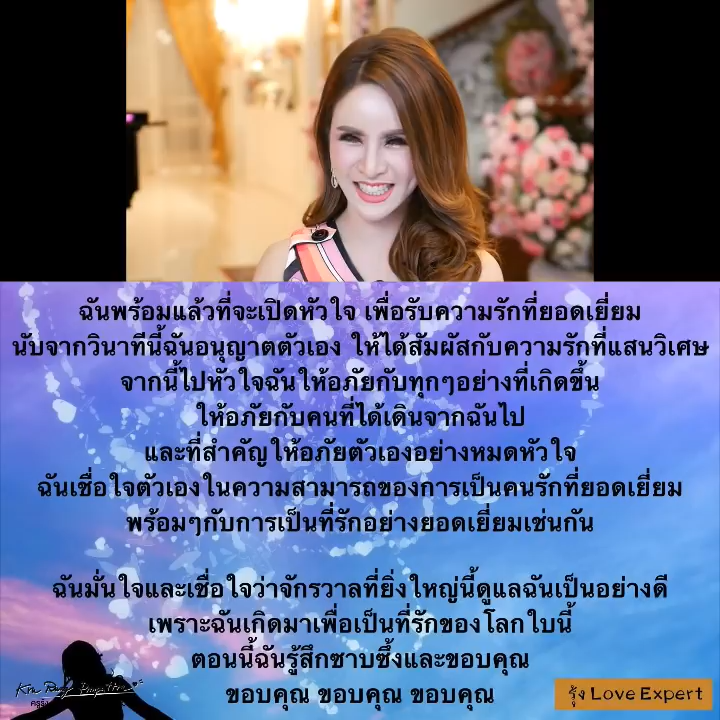 ฉันพร้อมแล้วที่จะเปิดหัวใจ เพื่อรับความรักที่ยอดเยี่ยม
นับจากวินาทีนี้ฉันอนุญาตตัวเอง ให้ได้สัมผัสกับความรักที่แสนวิเศษ
จากนี้ไปหัวใจฉันให้อภัยกับทุกๆอย่างที่เกิดขึ้น
ให้อภัยกับคนที่ได้เดินจากฉันไป
และที่สำคัญให้อภัยตัวเองอย่างหมดหัวใจ
ฉันเชื่อใจตัวเองในความสามารถของการเป็นคนรักที่ยอดเยี่ยม
พร้อมๆกับการเป็นที่รักอย่างยอดเยี่ยมเช่นกัน
ฉันมั่นใจและเชื่อใจว่าจักรวาลที่ยิ่งใหญ่นี้ดูแลฉันเป็นอย่างดี
เพราะฉันเกิดมาเพื่อเป็นที่รักของโลกใบนี้
ตอนนี้ฉันรู้สึกซาบซึ้งและขอบคุณ
ขอบคุณ ขอบคุณ ขอบคุณ
ครูรุ้ง
รุ้ง Love Expert